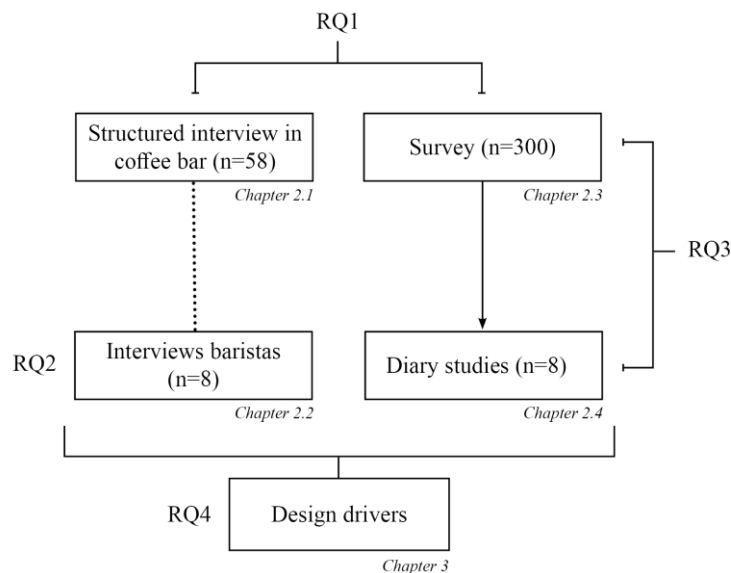 RQ1
Structured interview in
coffee bar (n=58)
Chapter 2.1
Survey (n=300)
Chapter 2.3
RQ3
RQ2
Interviews baristas
(n=8)
Chapter 2.2
Diary studies (n=8)
Chapter 2.4
RQ4
Design drivers
Chapter 3